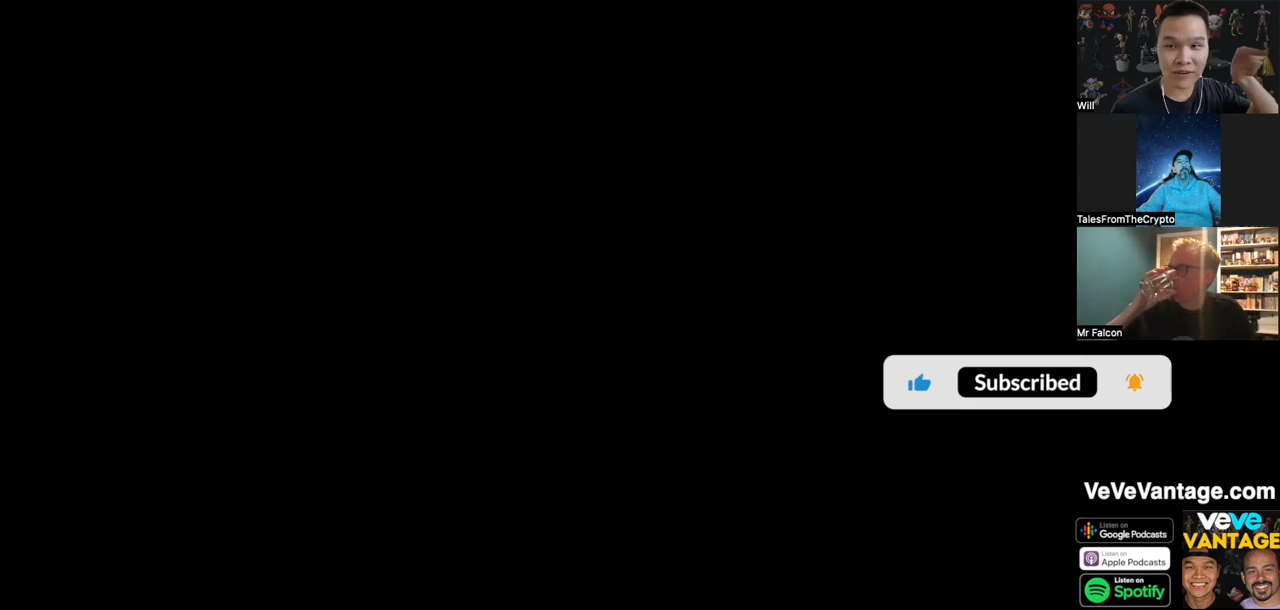 Will
TalesFromTheCrypto
Mr Falcon
Subscribed
VeVeVantage.com
Listen on
Google Podcasts
Listen on
Apple Podcasts
Listen on
Spotify
VEVE
VANTAGE